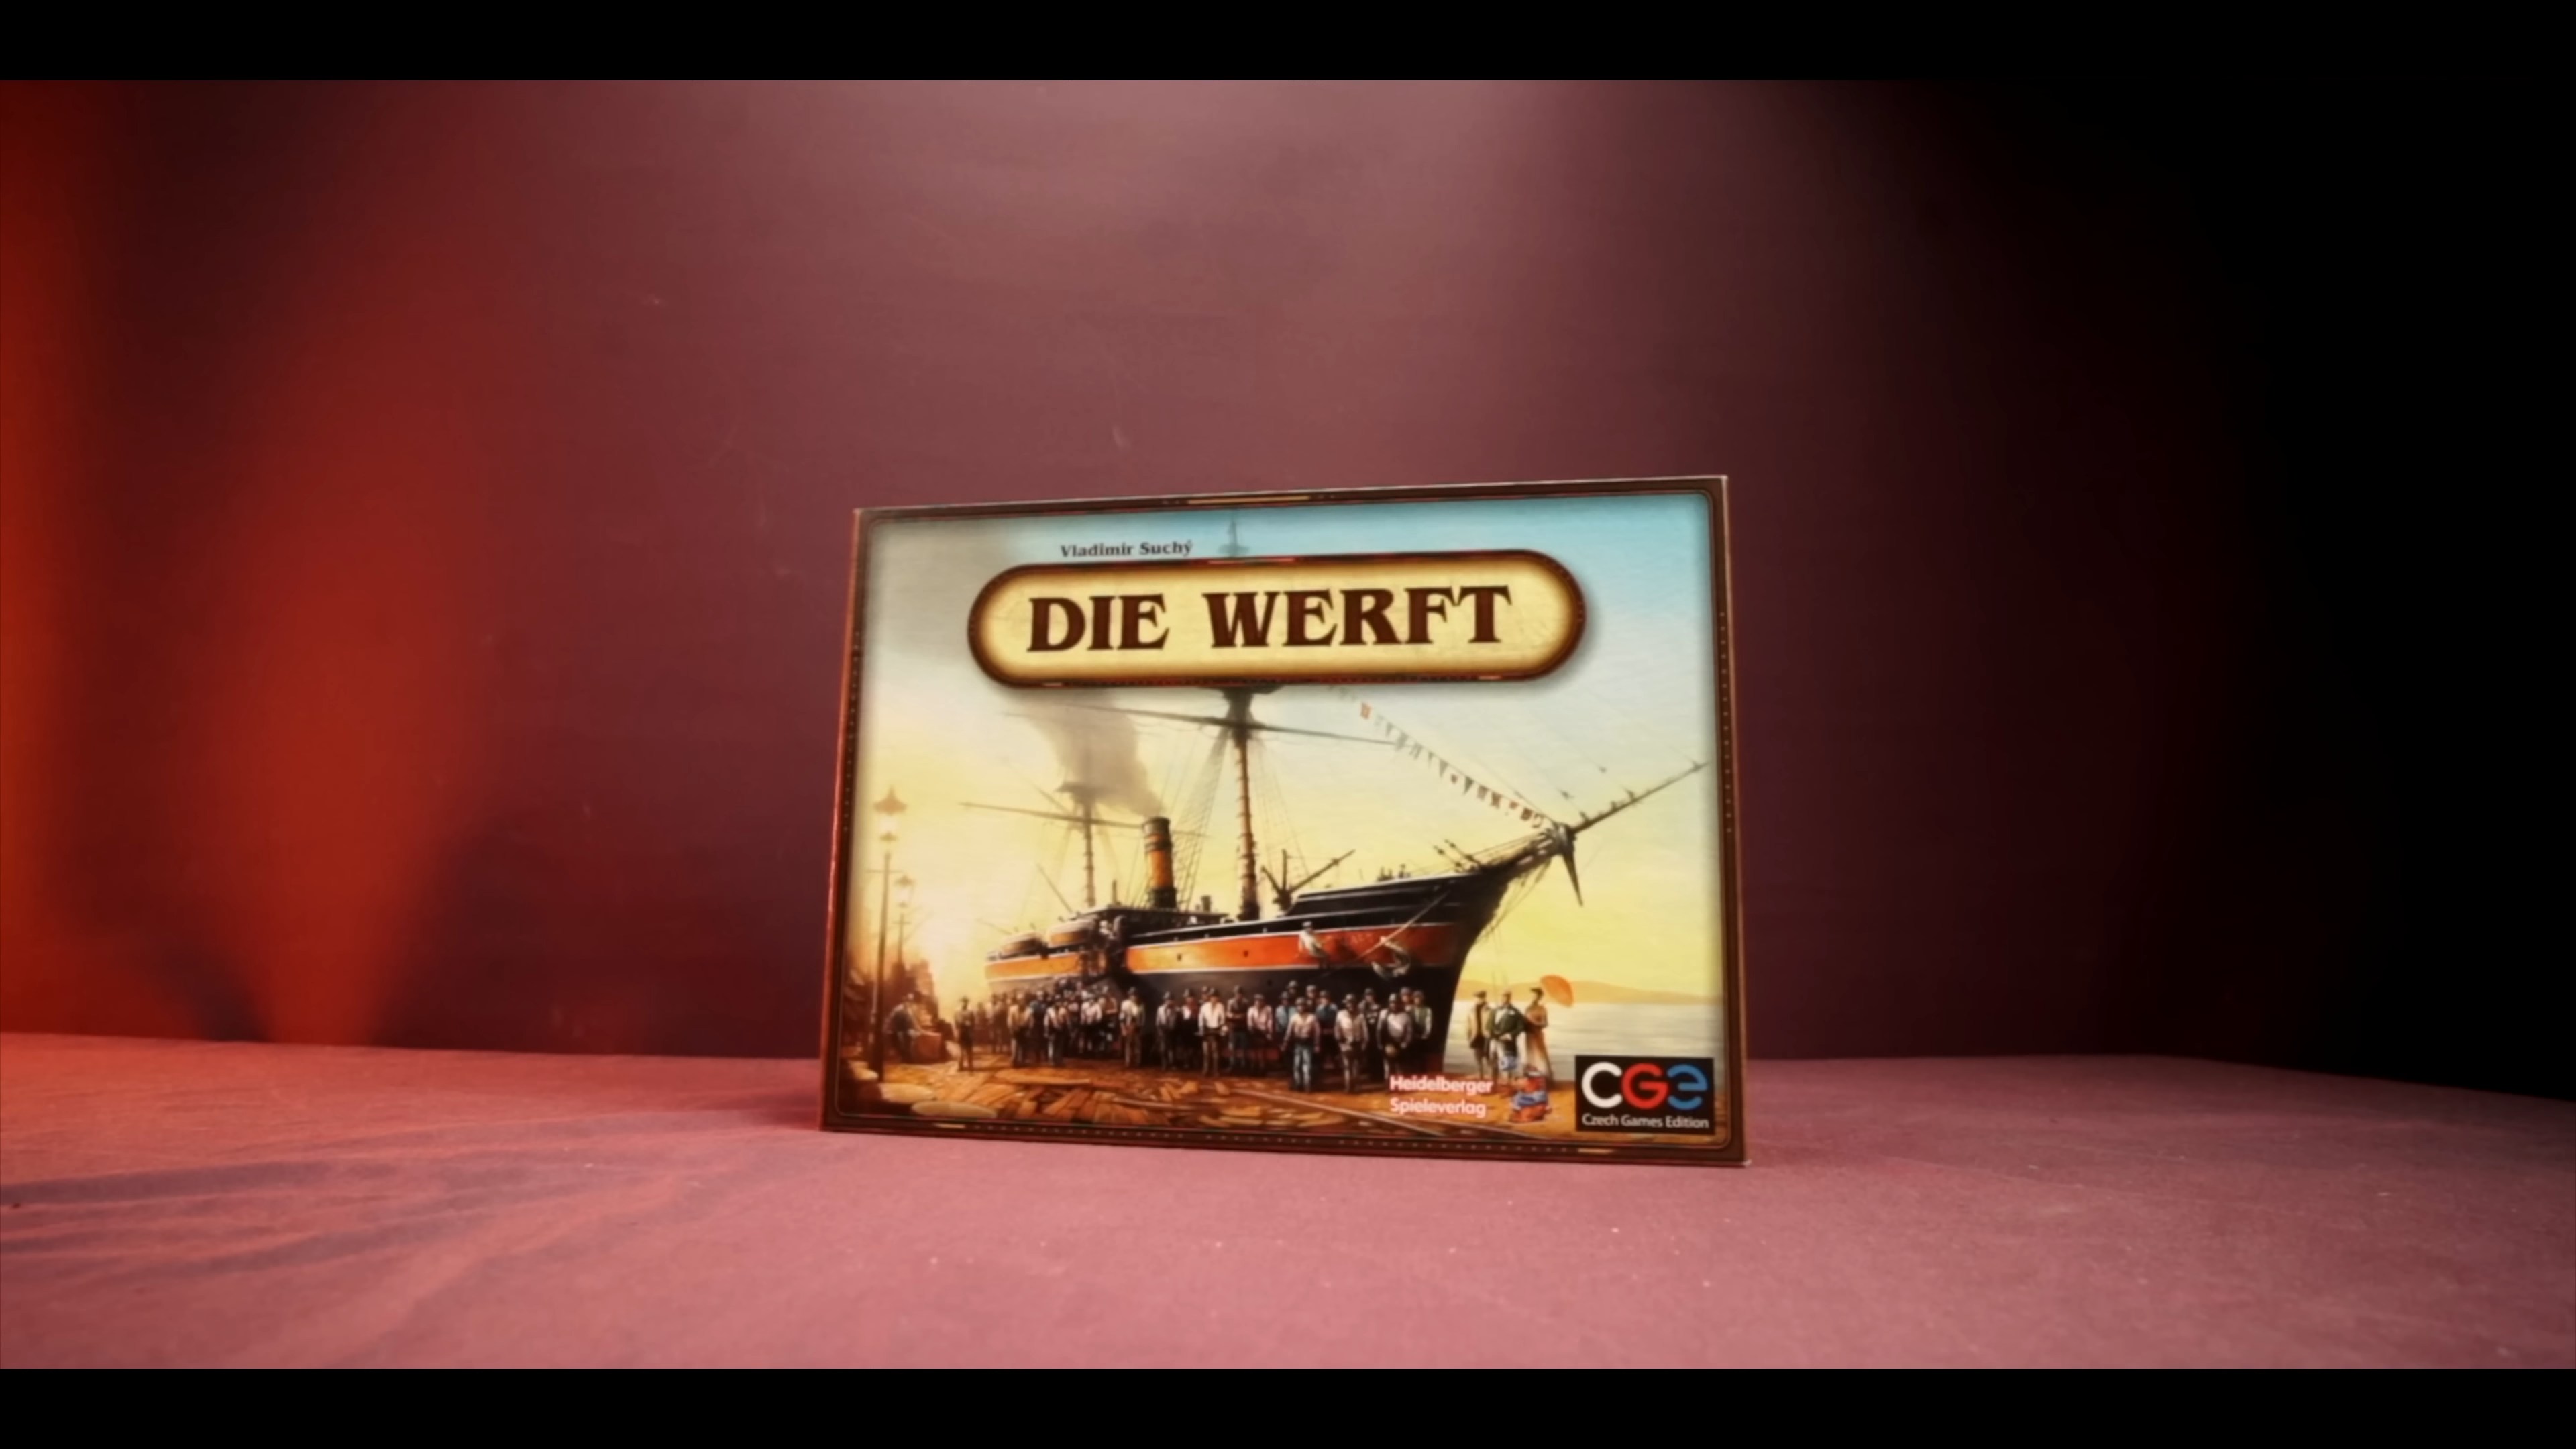 Vladimír Suchý
DIE WERFT
Heidelberger
Spieleverlag
CGE
Czech Games Edition